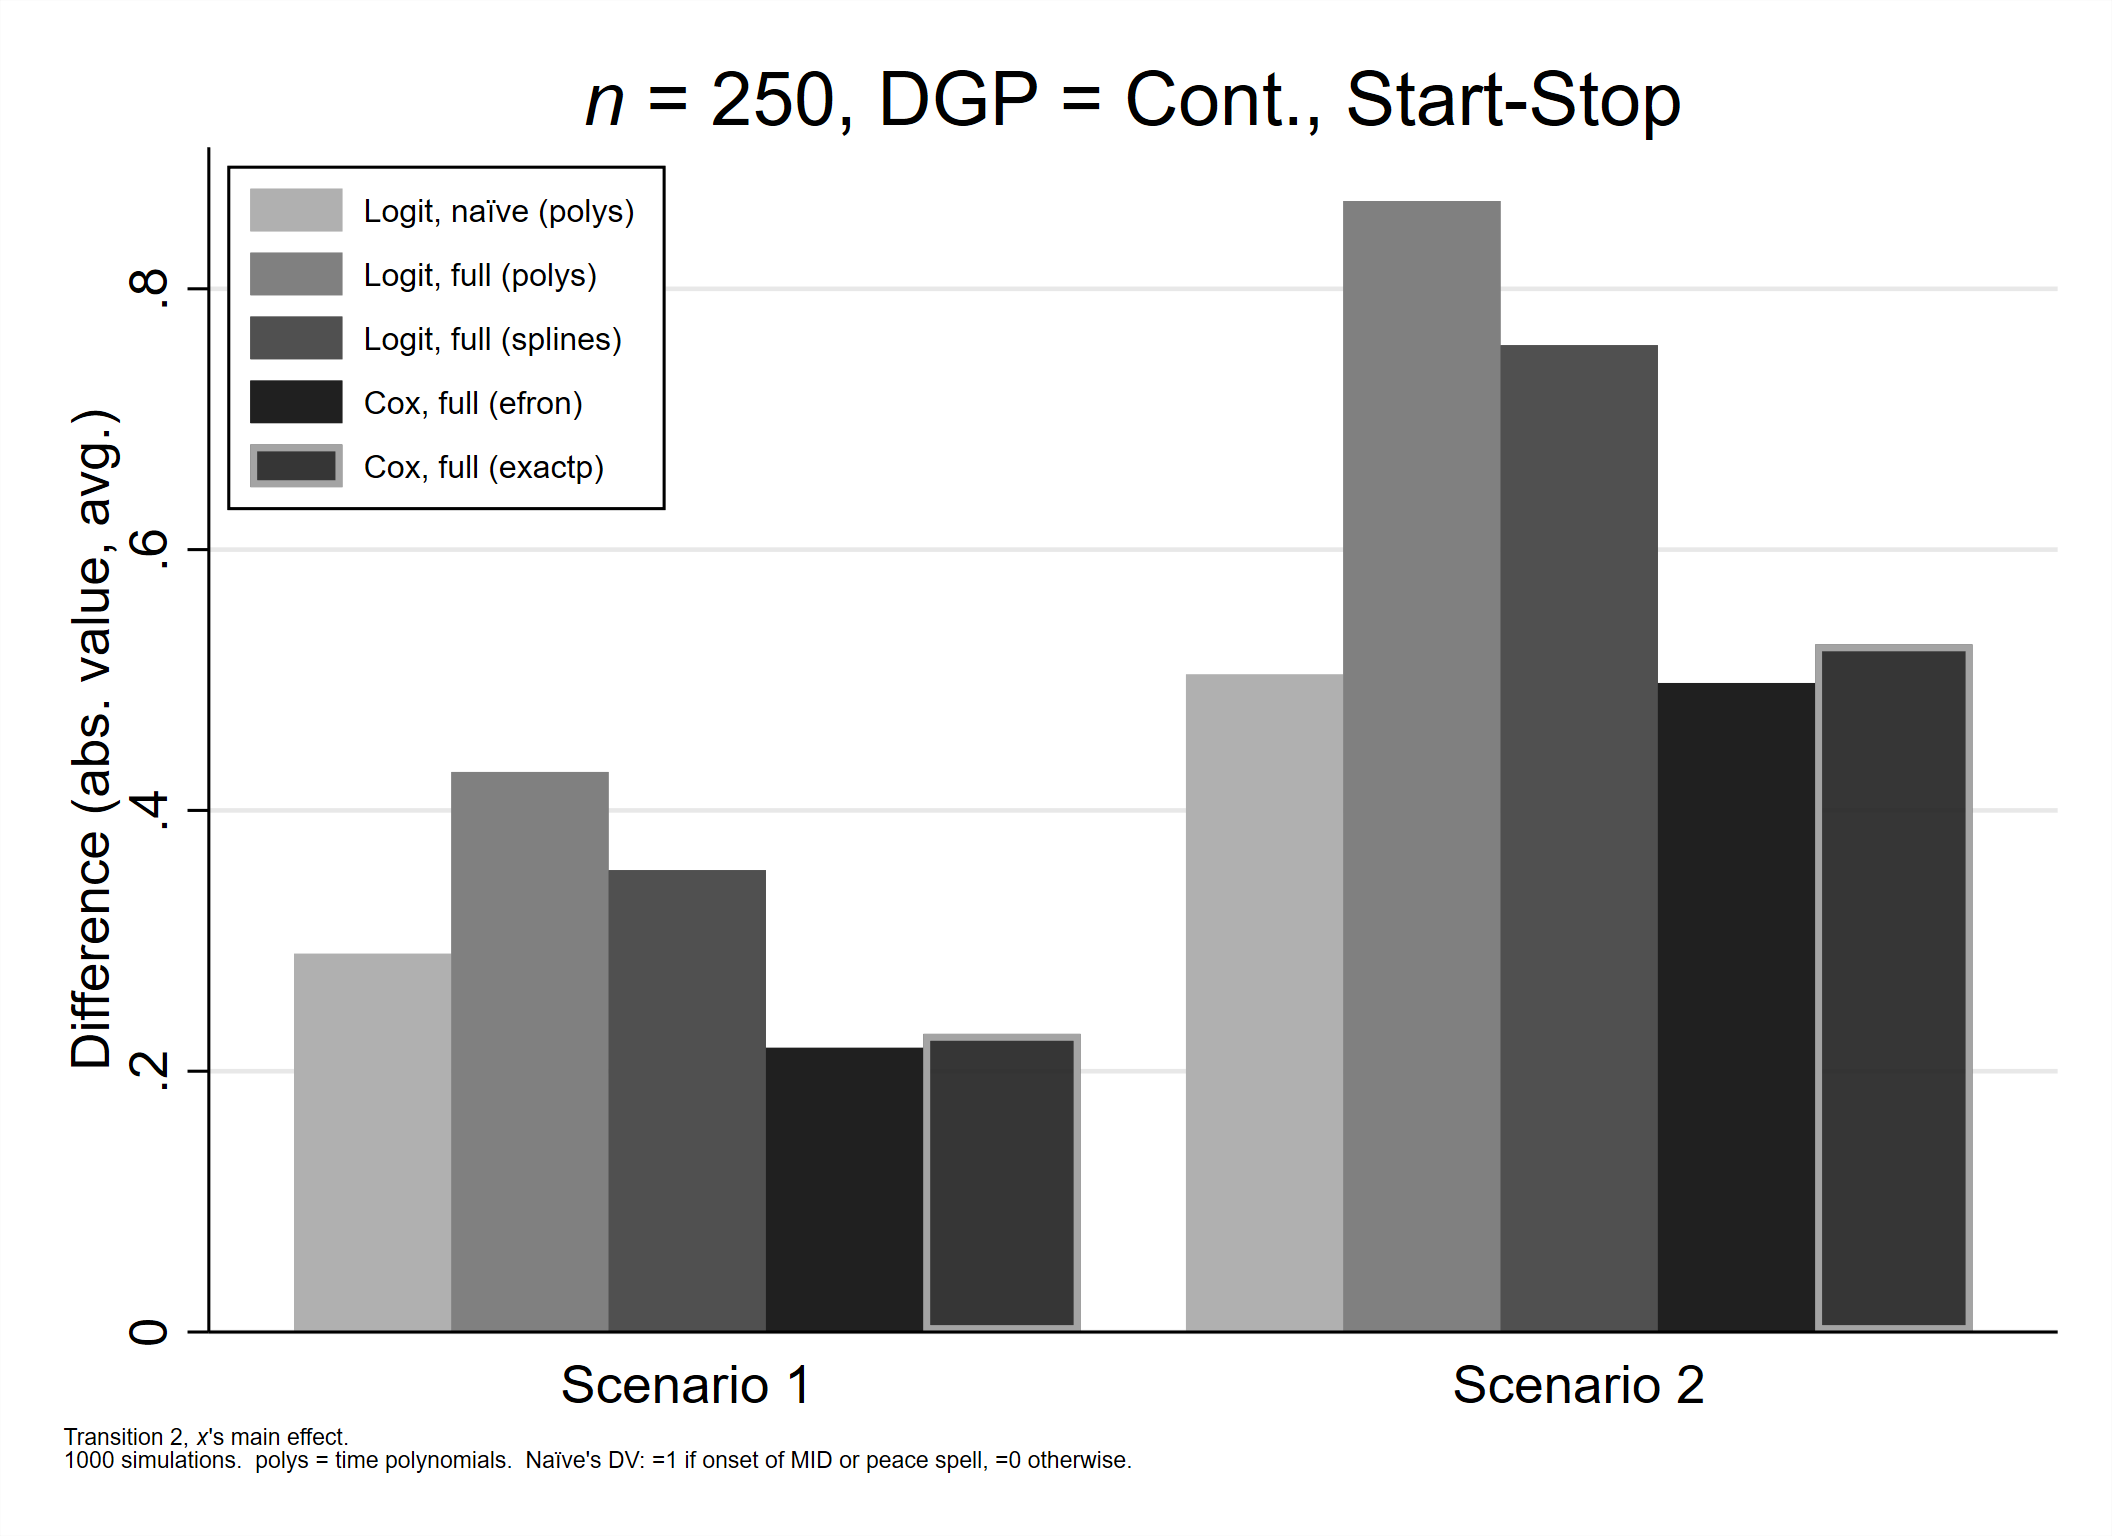 n = 250, DGP = Cont., Start-Stop
Logit, naïve (polys)
Logit, full (polys)
Logit, full (splines)
Cox, full (efron)
Cox, full (exactp)
Difference (abs. value, avg.)
.8
.6
.4
.2
0
Scenario 1
Scenario 2
Transition 2, x's main effect.
1000 simulations.  polys = time polynomials.  Naïve's DV: =1 if onset of MID or peace spell, =0 otherwise.